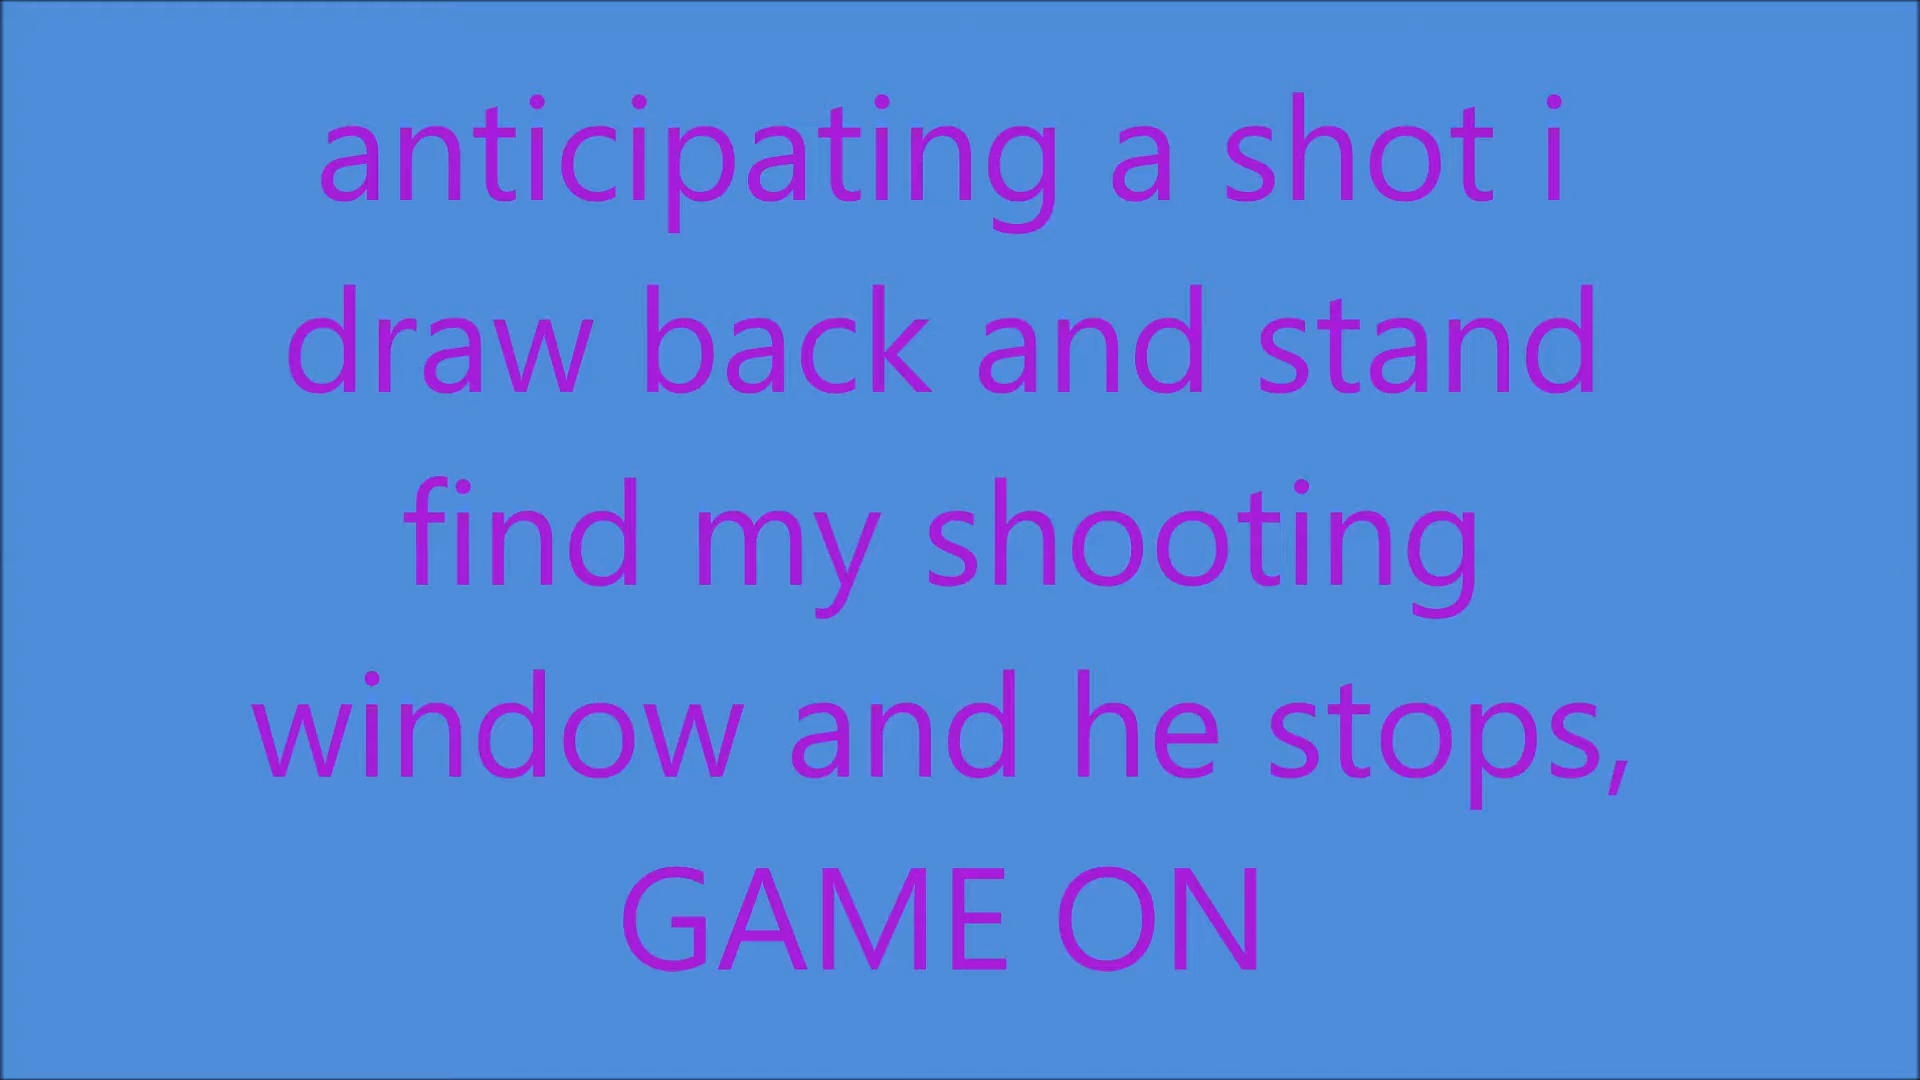 anticipating a shot i
draw back and stand
find my shooting
window and he stops,
GAME ON